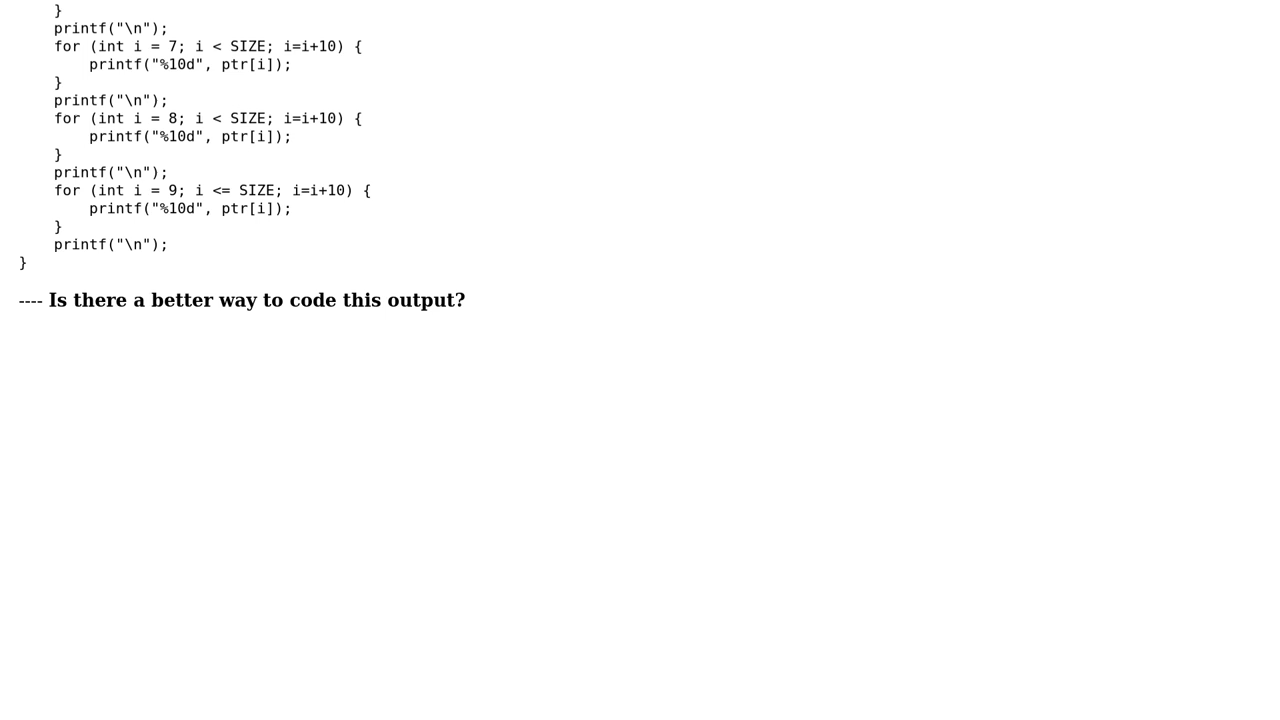 }
    printf("\n");
    for (int i = 7; i < SIZE; i=i+10) {
        printf("%10d", ptr[i]);
    }
    printf("\n");
    for (int i = 8; i < SIZE; i=i+10) {
        printf("%10d", ptr[i]);
    }
    printf("\n");
    for (int i = 9; i <= SIZE; i=i+10) {
        printf("%10d", ptr[i]);
    }
    printf("\n");
}
---- Is there a better way to code this output?